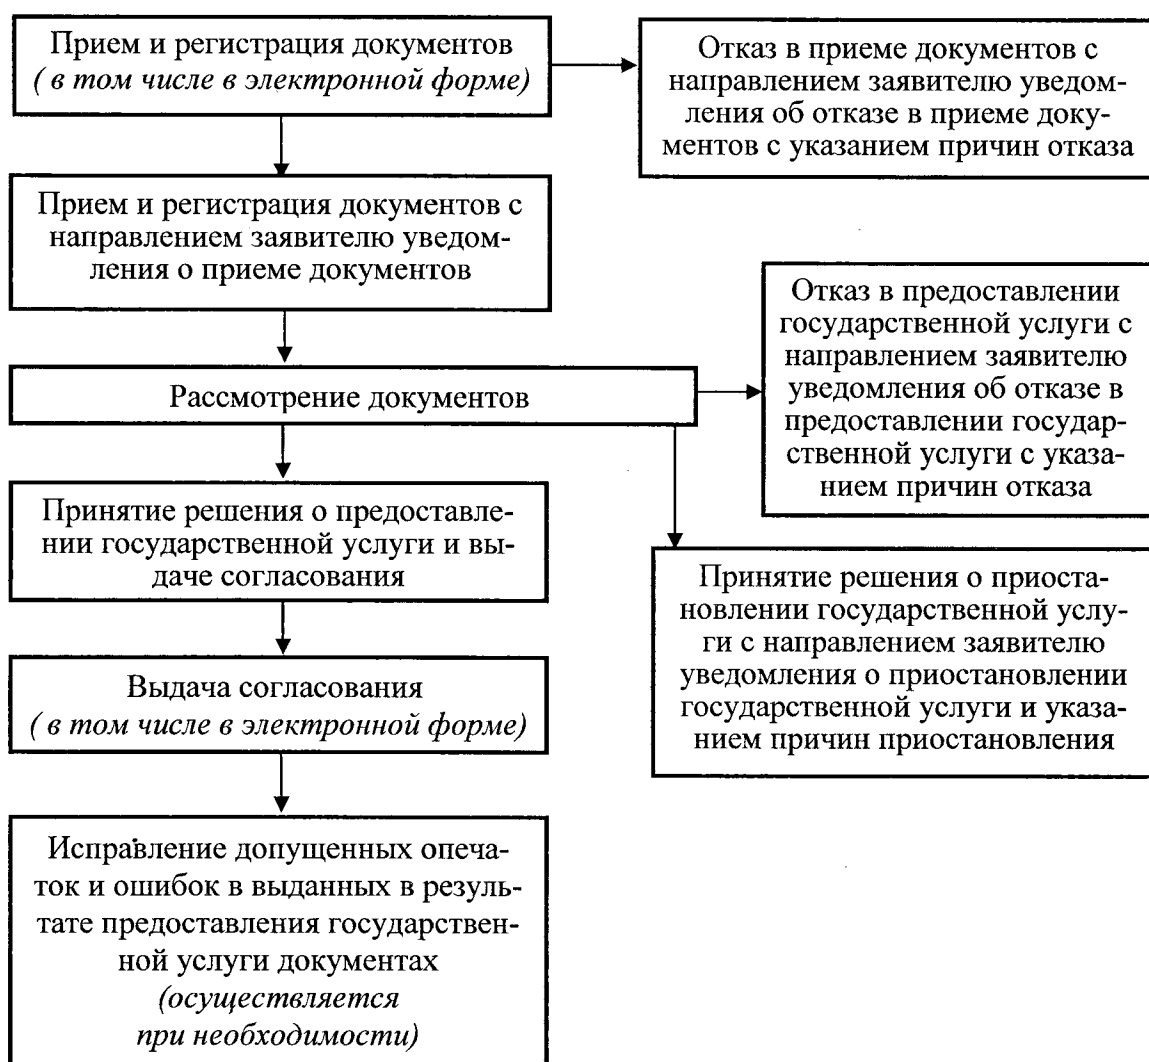 Прием и регистрация документов
( в том числе в электронной форме)
Отказ в приеме документов с
направлением заявителю уведом-
ления об отказе в приеме доку-
ментов с указанием причин отказа
Прием и регистрация документов с
направлением заявителю уведом-
ления о приеме документов
Рассмотрение документов
Отказ в предоставлении
государственной услуги с
направлением заявителю
уведомления об отказе в
предоставлении государ-
ственной услуги с указа-
нием причин отказа
Принятие решения о предоставле-
нии государственной услуги и вы-
даче согласования
Принятие решения о приоста-
новлении государственной услу-
ги с направлением заявителю
уведомления о приостановлении
государственной услуги и указа-
нием причин приостановления
Выдача согласования
( в том числе в электронной форме)
Исправление допущенных опеча-
ток и ошибок в выданных в резуль-
тате предоставления государствен-
ной услуги документах
(осуществляется
при необходимости)